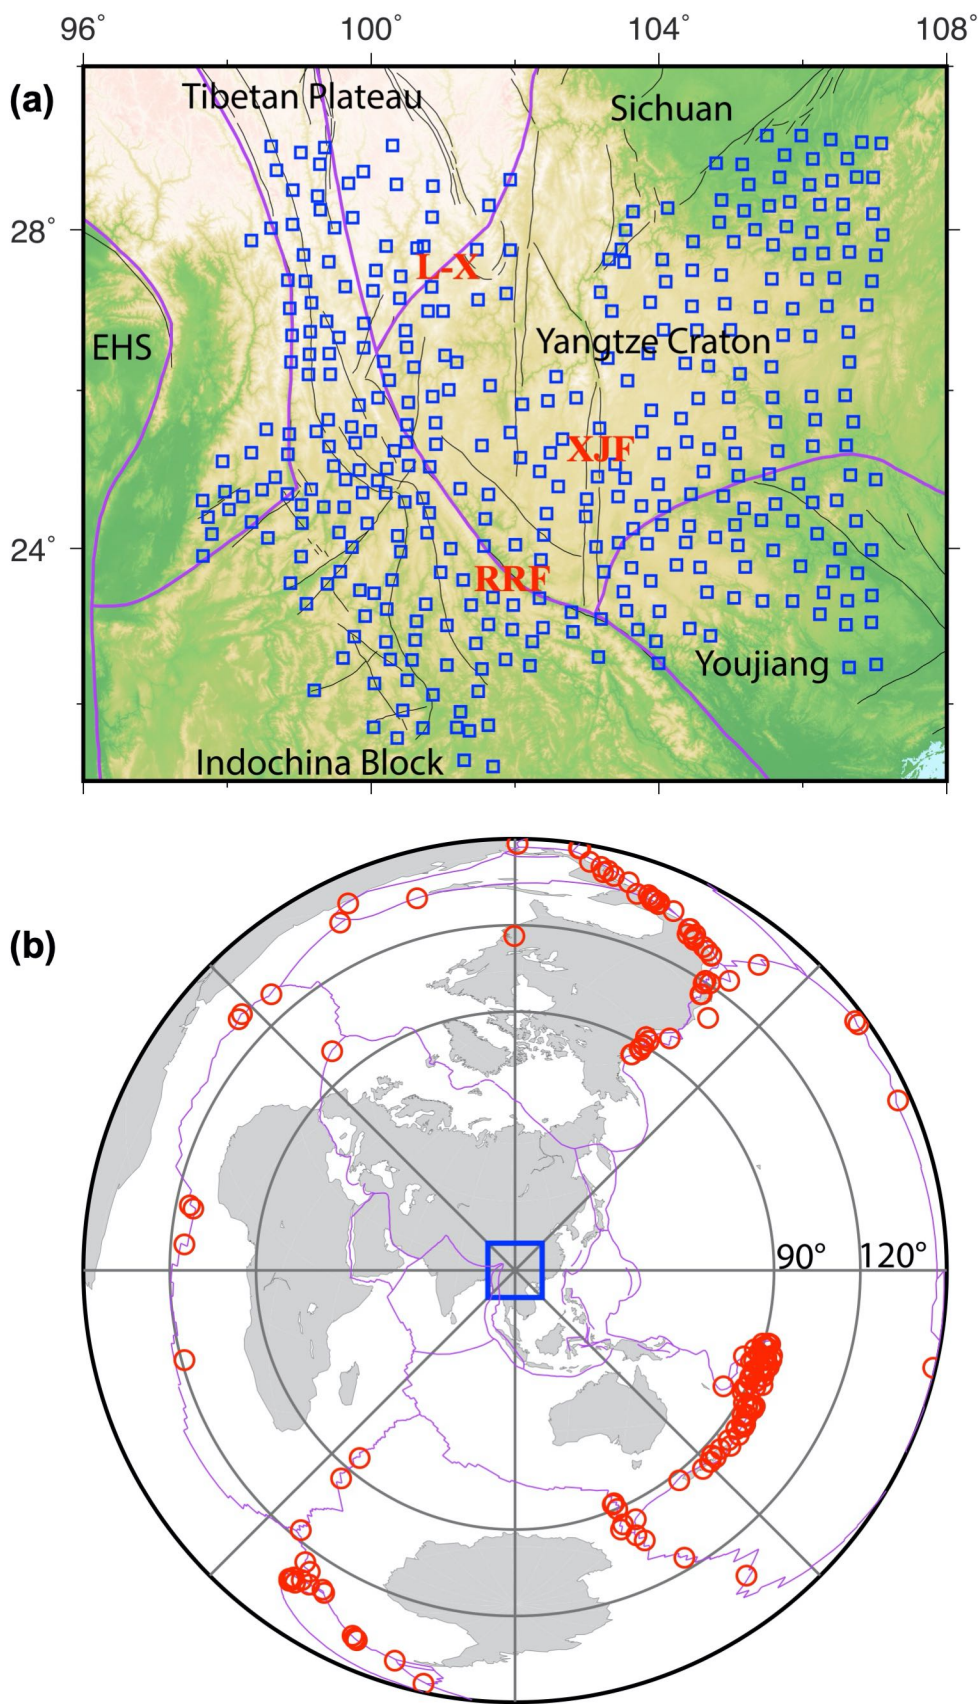 96° 100° 104° 108°
(a)
Tibetan Plateau
Sichuan
28°
L-X
EHS
Yangtze Craton
XJF
24°
RRF
Youjiang
Indochina Block
(b)
90° 120°